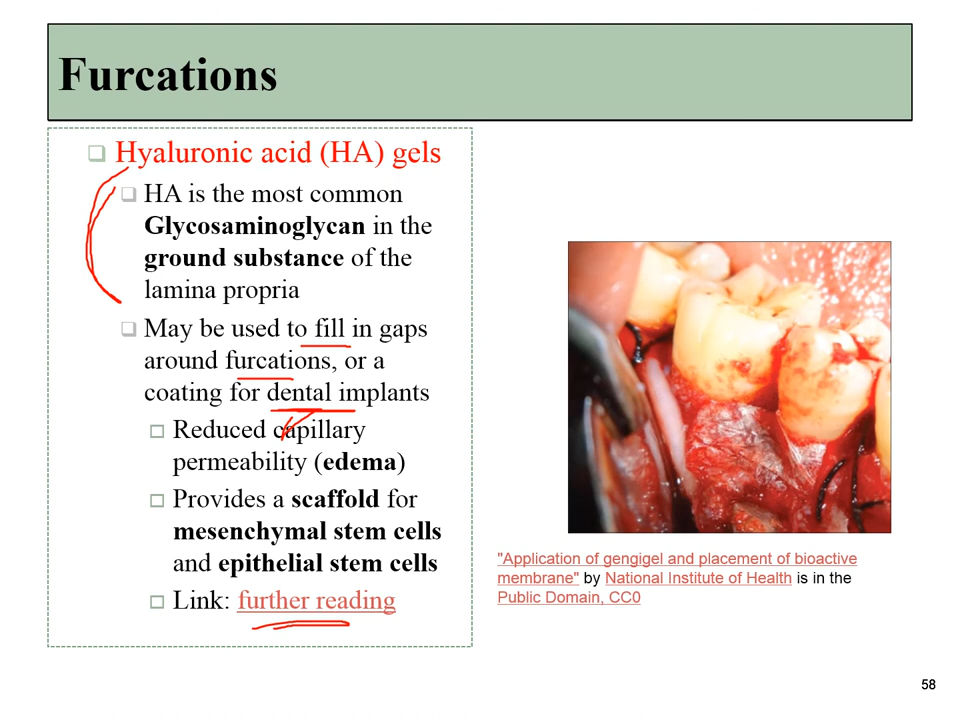 Furcations
Hyaluronic acid (HA) gels
HA is the most common
Glycosaminoglycan in the
ground substance of the
lamina propria
May be used to fill in gaps
around furcations, or a
coating for dental implants
Reduced capillary
permeability (edema)
Provides a scaffold for
mesenchymal stem cells
and epithelial stem cells
Link: further reading
"Application of gengigel and placement of bioactive
membrane" by National Institute of Health is in the
Public Domain, CC0
58